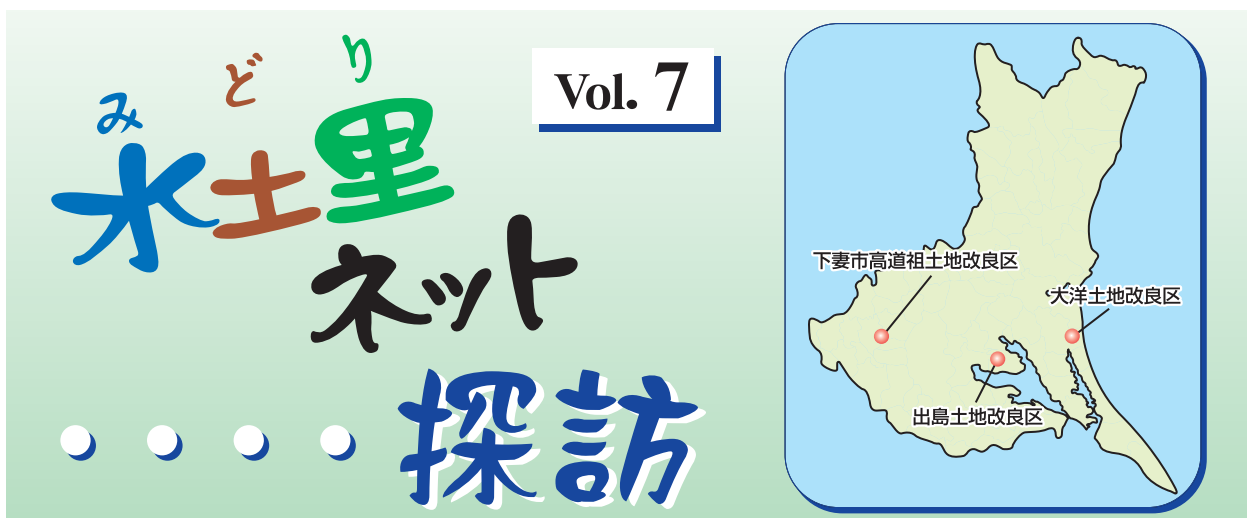 みどり
水土里
ネット
探訪
Vol. 7
下妻市高道祖土地改良区
大洋土地改良区
出島土地改良区